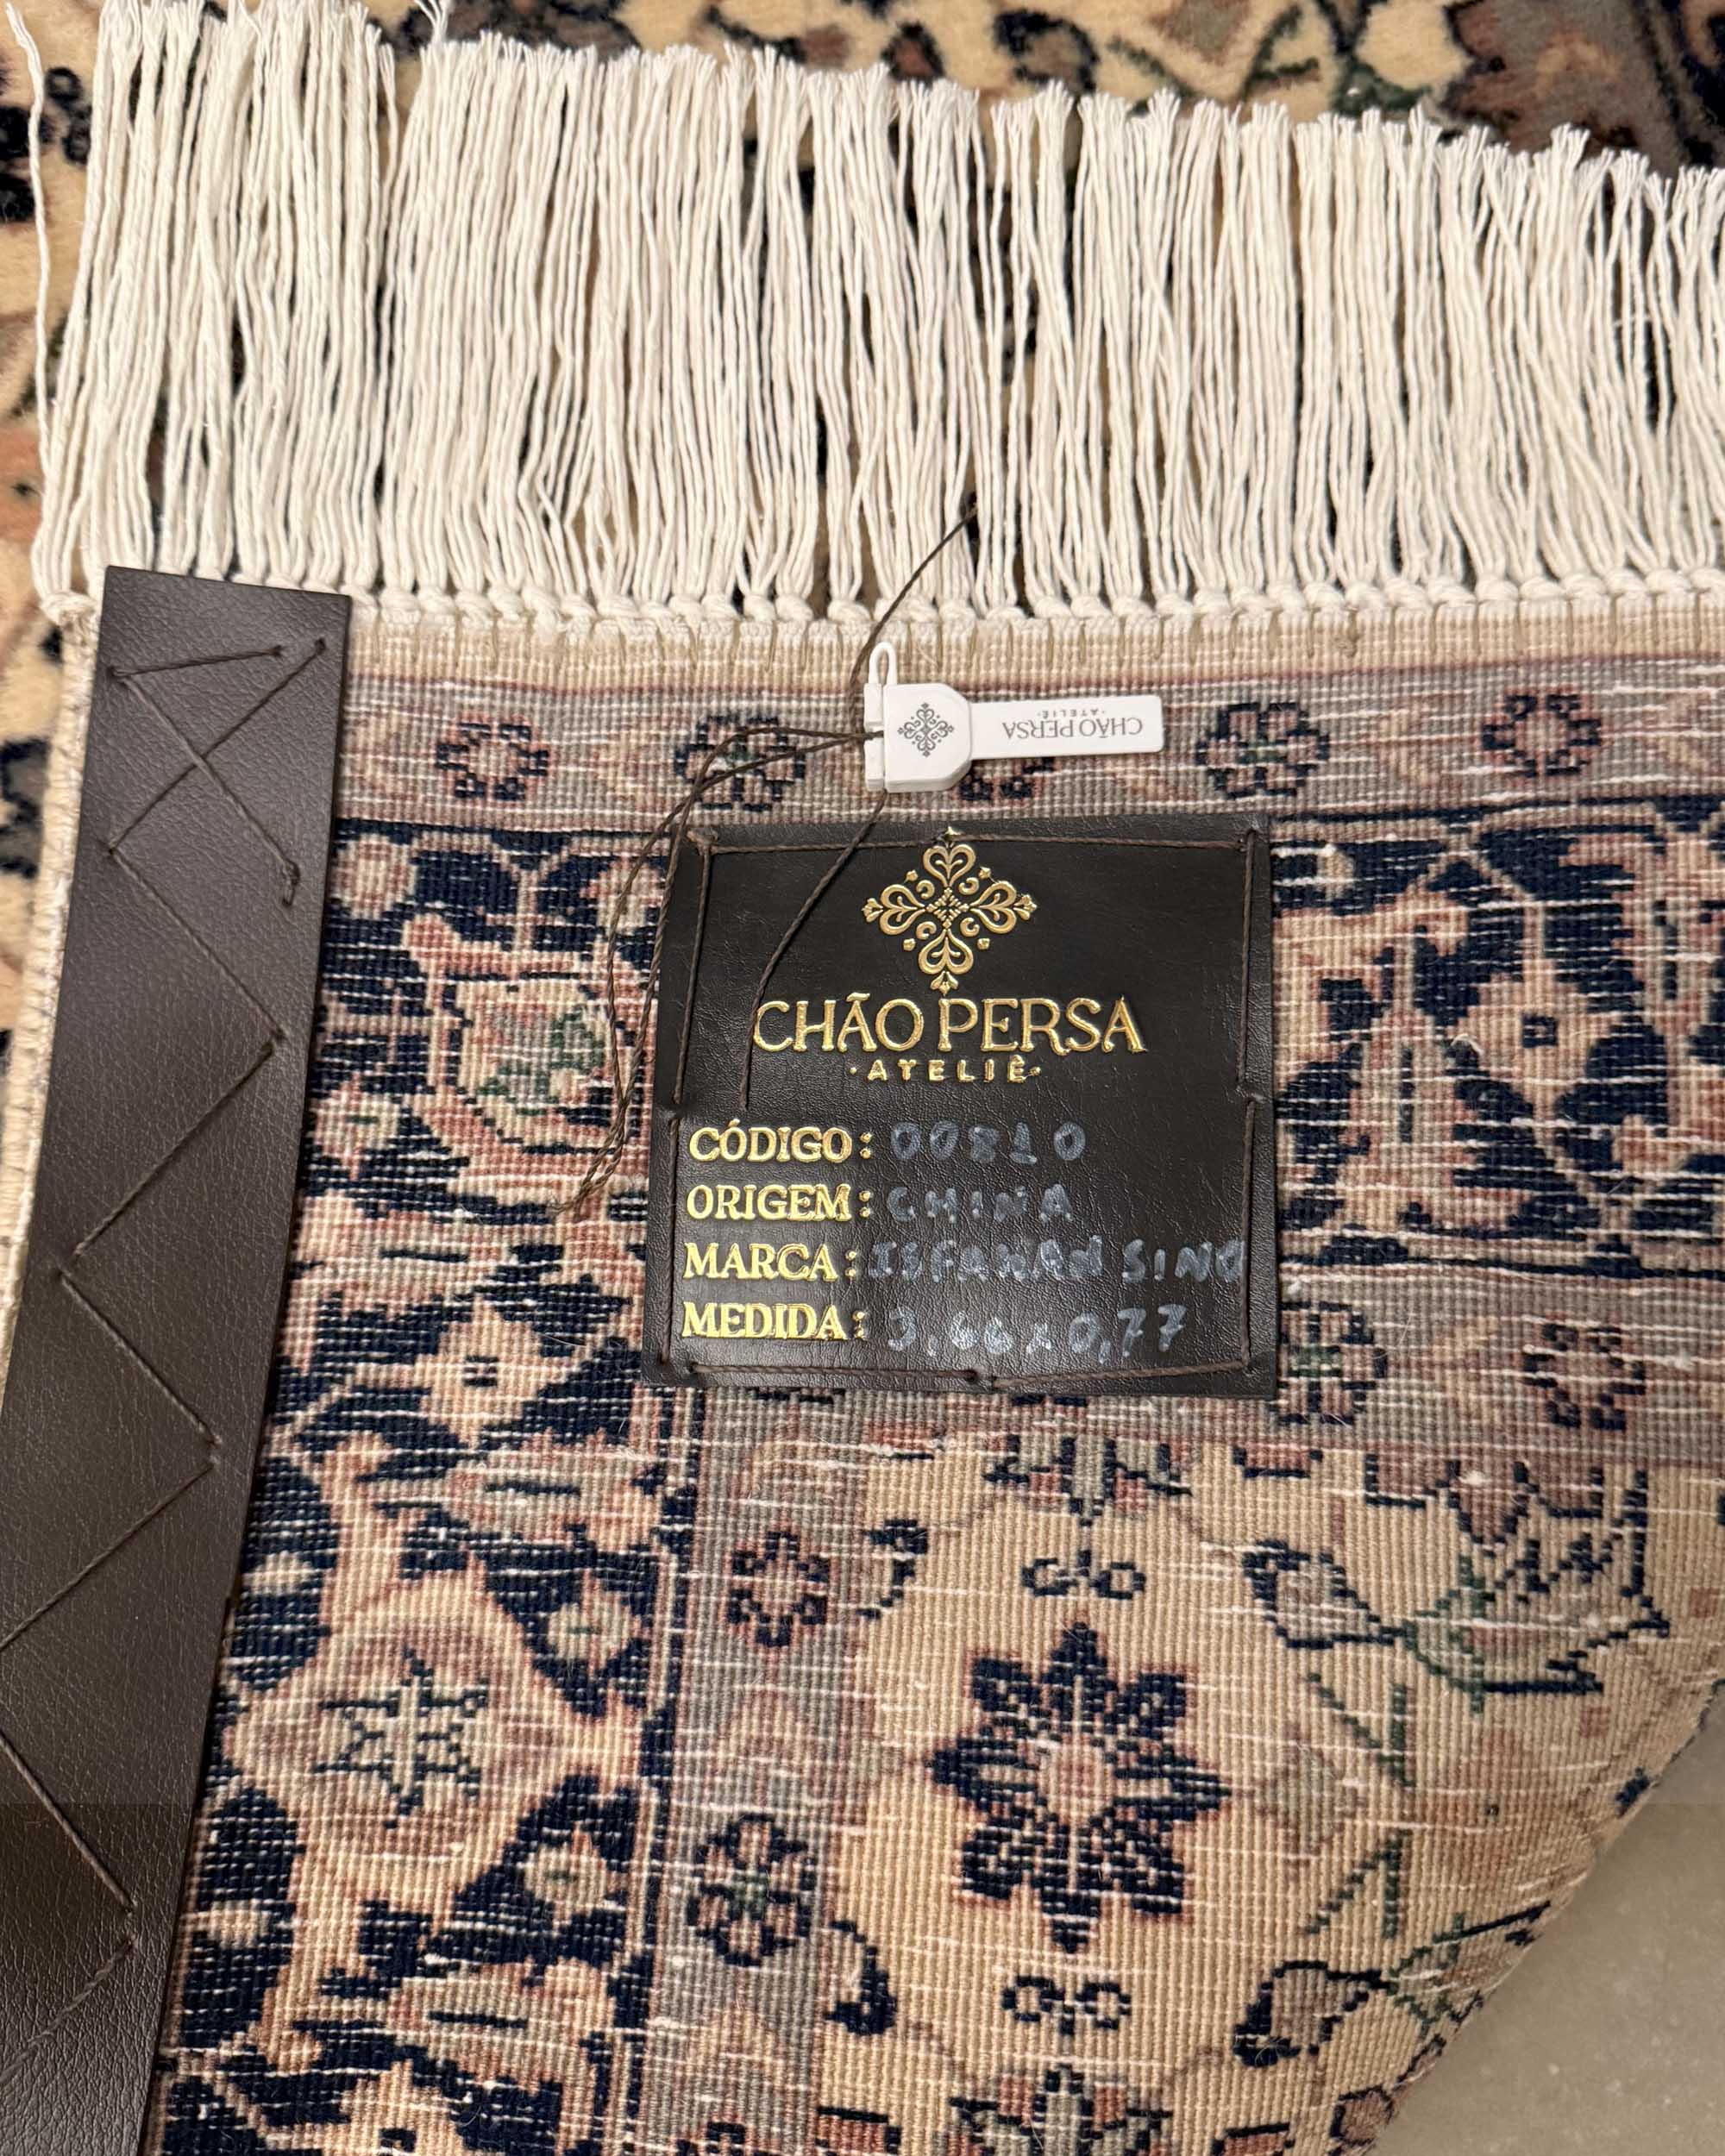 CHÃO PERSA
·ATELIÊ·
CHÃO PERSA
·ATELIÊ·
CÓDIGO: 00810
ORIGEM: CHINA
MARCA: ISFAHAN SINO
MEDIDA: 3,66x0,77